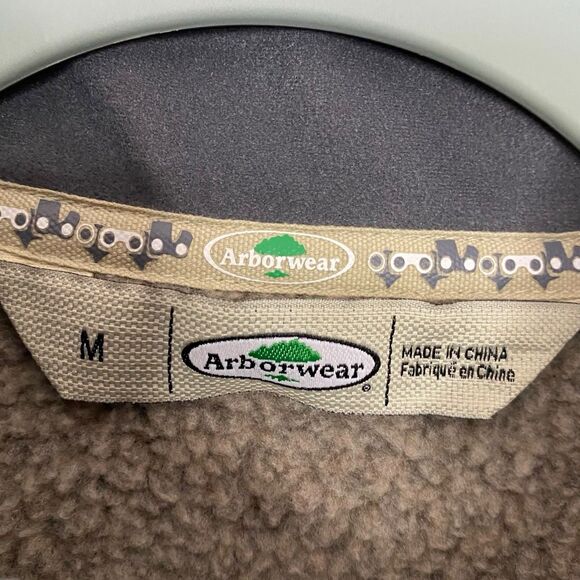 Arborwear
M
Arborwear®
MADE IN CHINA
Fabriqué en Chine